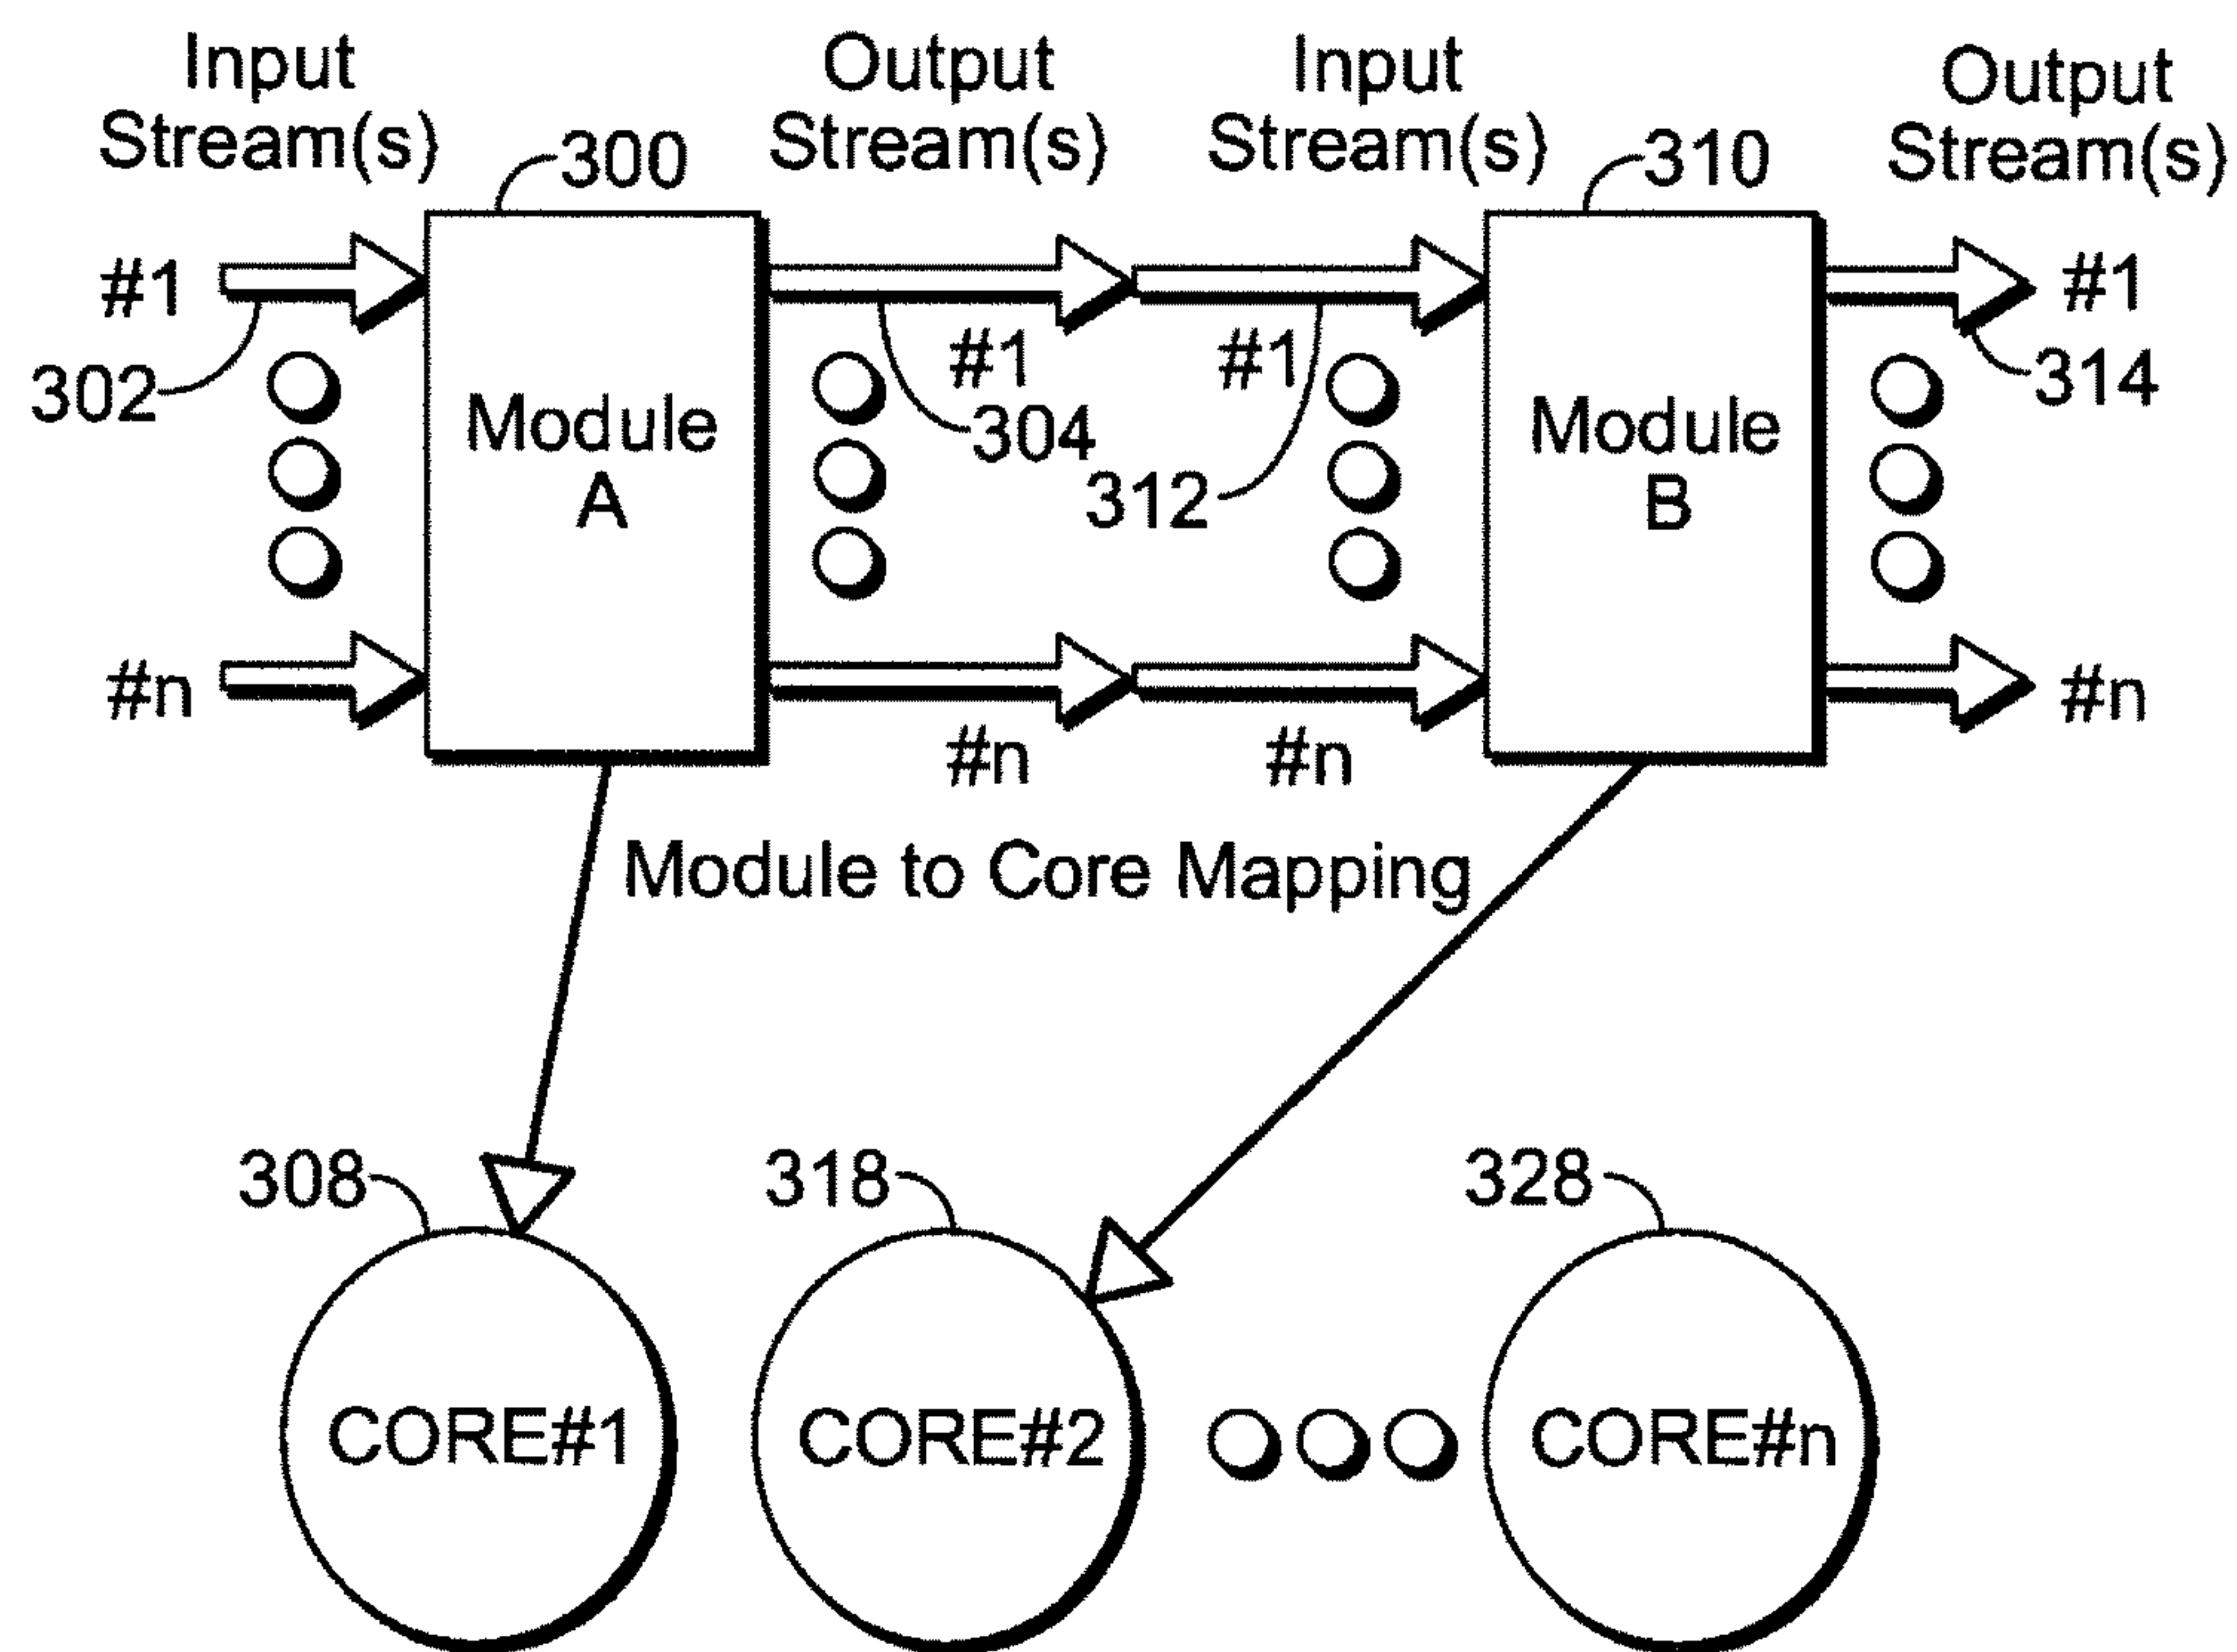 Input
Stream(s)
Output
Stream(s)
Input
Stream(s)
Output
Stream(s)
300
310
#1
#1
302
#1
304
#1
312
314
Module
A
Module
B
#n
#n
#n
#n
Module to Core Mapping
308
318
328
CORE#1
CORE#2
CORE#n